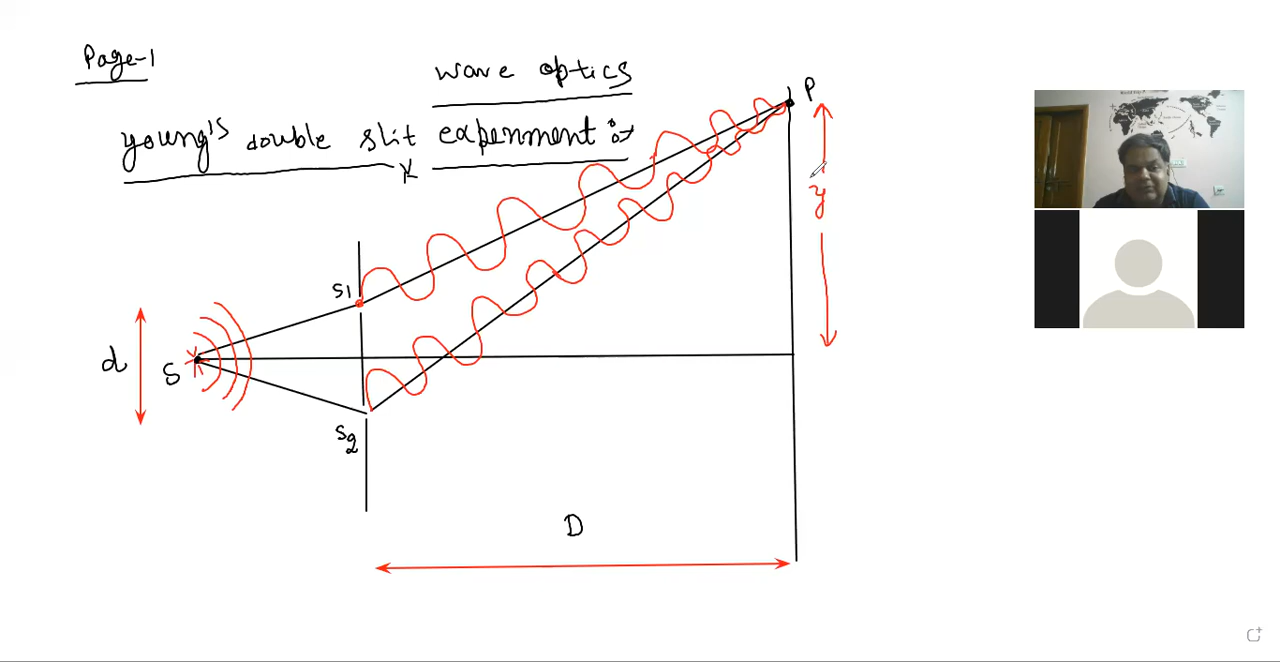 Page-1
wave optics
young's double slit experiment :-
P
y
S1
d
S
S2
D